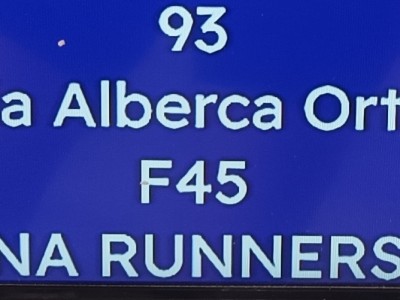 93
a Alberca Ort
F45
NA RUNNERS